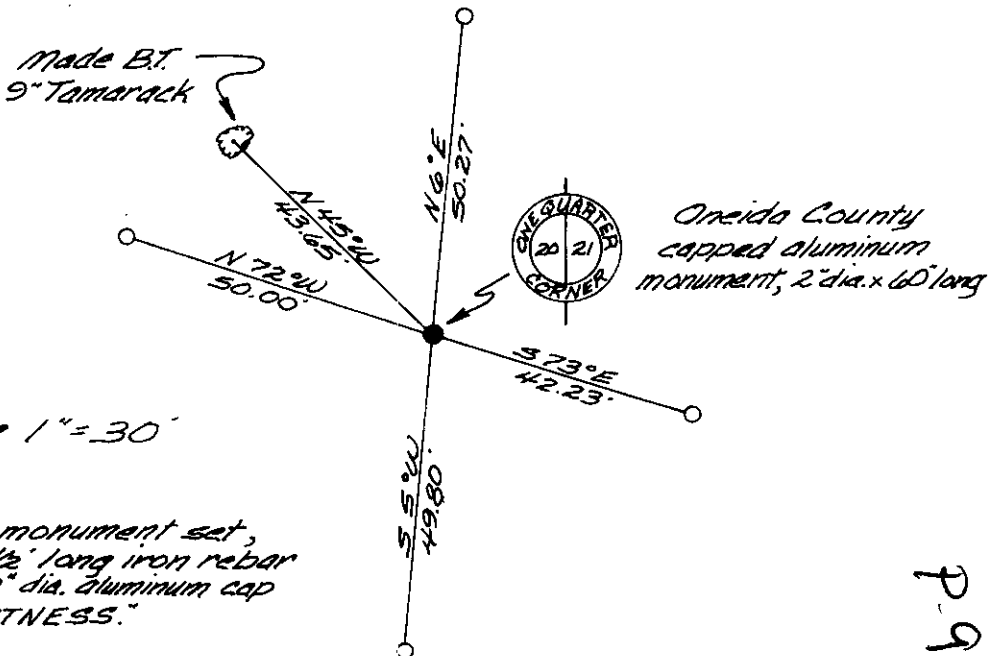 Made B.T.
9" Tamarack
N 6° E
50.27'
N 45° W
43.65'
N 72° W
50.00'
ONE QUARTER
20 21
CORNER
Oneida County
capped aluminum
monument, 2" dia. x 60" long
S 73° E
42.23'
1" = 30'
S 5° W
49.80'
monument set,
long iron rebar
dia. aluminum cap
P-9